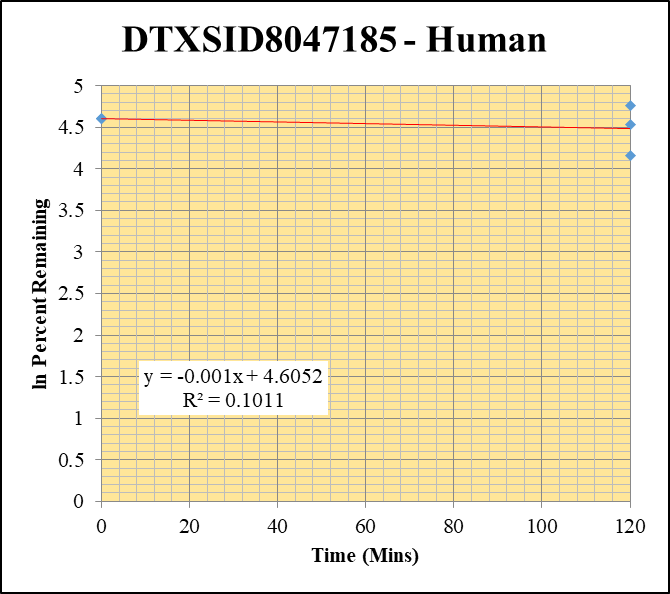 DTXSID8047185 - Human
5
4.5
4
3.5
3
2.5
2
1.5
1
0.5
0
ln Percent Remaining
y = -0.001x + 4.6052
R² = 0.1011
0 20 40 60 80 100 120
Time (Mins)